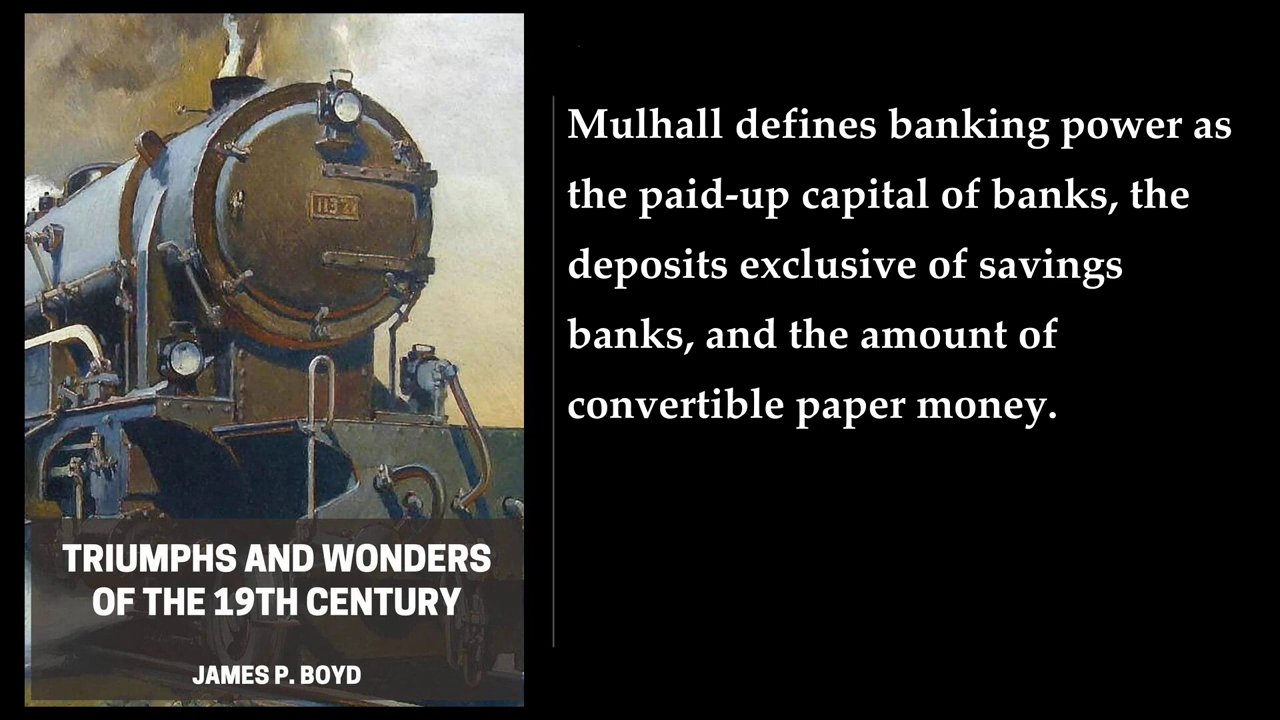 Mulhall defines banking power as
the paid-up capital of banks, the
deposits exclusive of savings
banks, and the amount of
convertible paper money.
TRIUMPHS AND WONDERS
OF THE 19TH CENTURY
JAMES P. BOYD